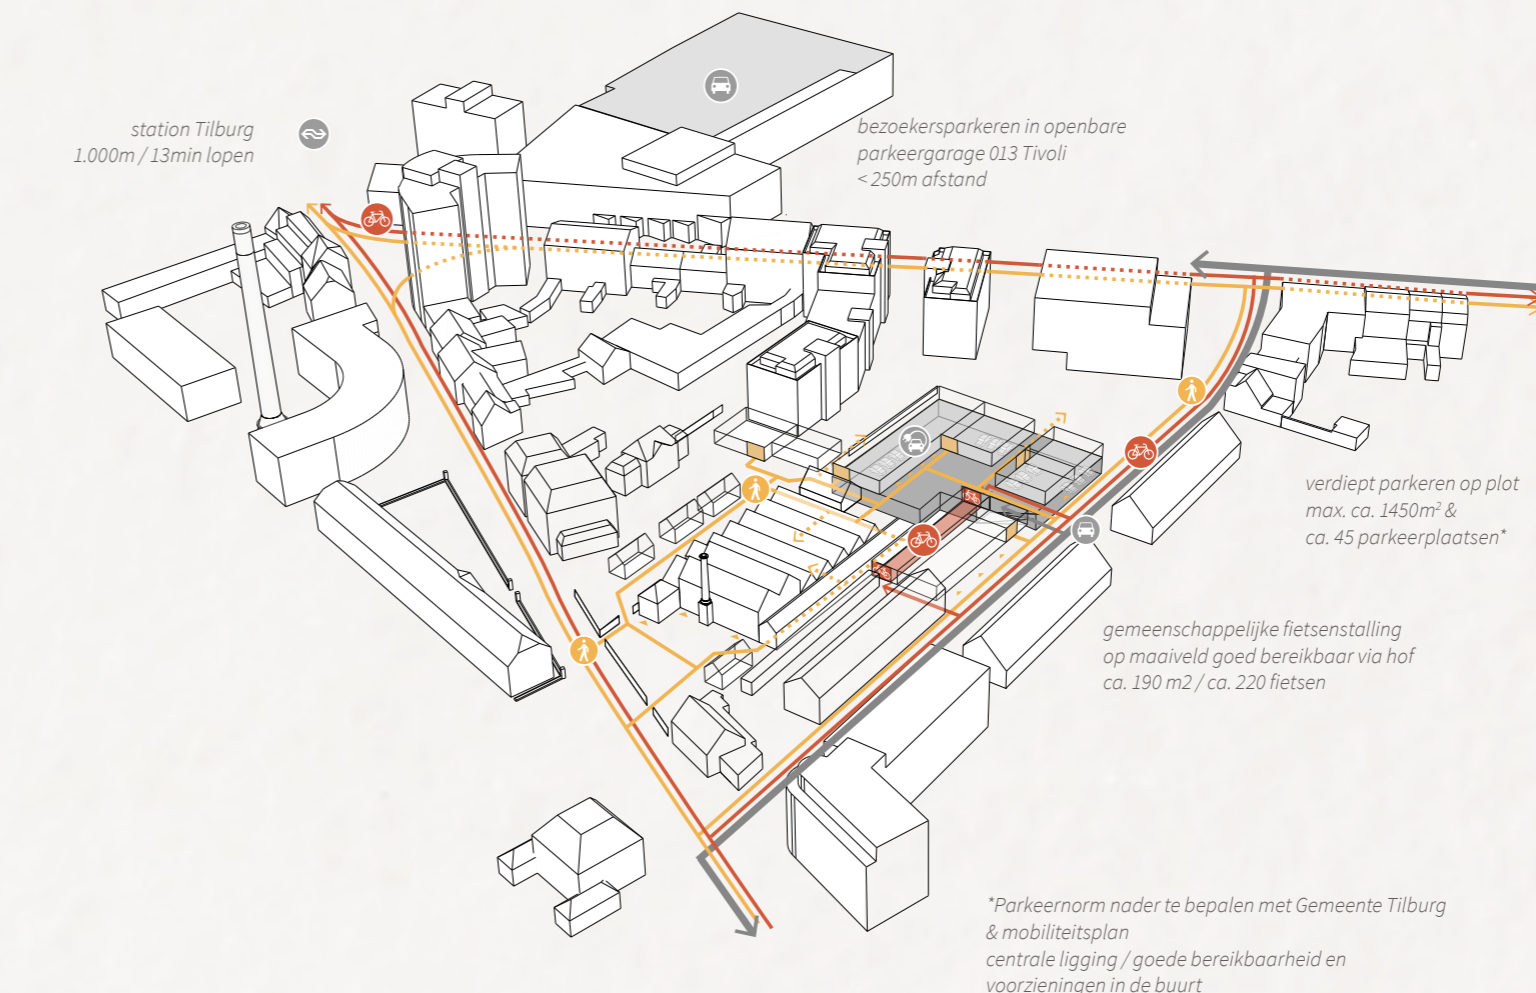 station Tilburg
1.000m / 13min lopen
bezoekersparkeren in openbare
parkeergarage 013 Tivoli
< 250m afstand
verdiept parkeren op plot
max. ca. 1450m² &
ca. 45 parkeerplaatsen*
gemeenschappelijke fietsenstalling
op maaiveld goed bereikbaar via hof
ca. 190 m2 / ca. 220 fietsen
*Parkeernorm nader te bepalen met Gemeente Tilburg
& mobiliteitsplan
centrale ligging / goede bereikbaarheid en
voorzieningen in de buurt